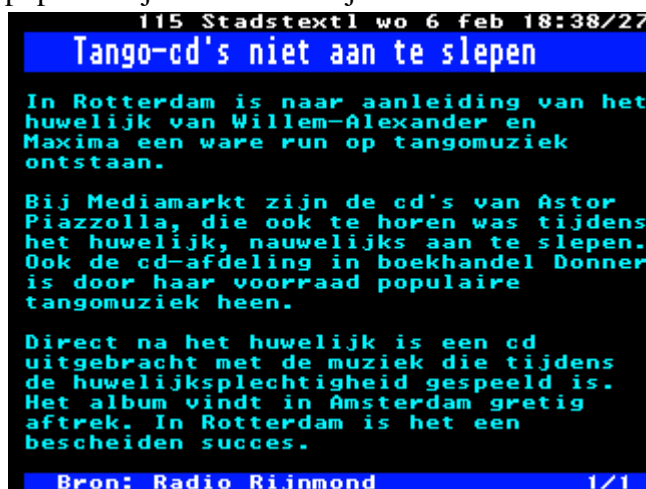 115 Stadstextl wo 6 feb 18:38/27
Tango-cd's niet aan te slepen
In Rotterdam is naar aanleiding van het
huwelijk van Willem-Alexander en
Maxima een ware run op tangomuziek
ontstaan.
Bij Mediamarkt zijn de cd's van Astor
Piazzolla, die ook te horen was tijdens
het huwelijk, nauwelijks aan te slepen.
Ook de cd-afdeling in boekhandel Donner
is door haar voorraad populaire
tangomuziek heen.
Direct na het huwelijk is een cd
uitgebracht met de muziek die tijdens
de huwelijksplechtigheid gespeeld is.
Het album vindt in Amsterdam gretig
aftrek. In Rotterdam is het een
bescheiden succes.
Bron: Radio Rijnmond 1/1